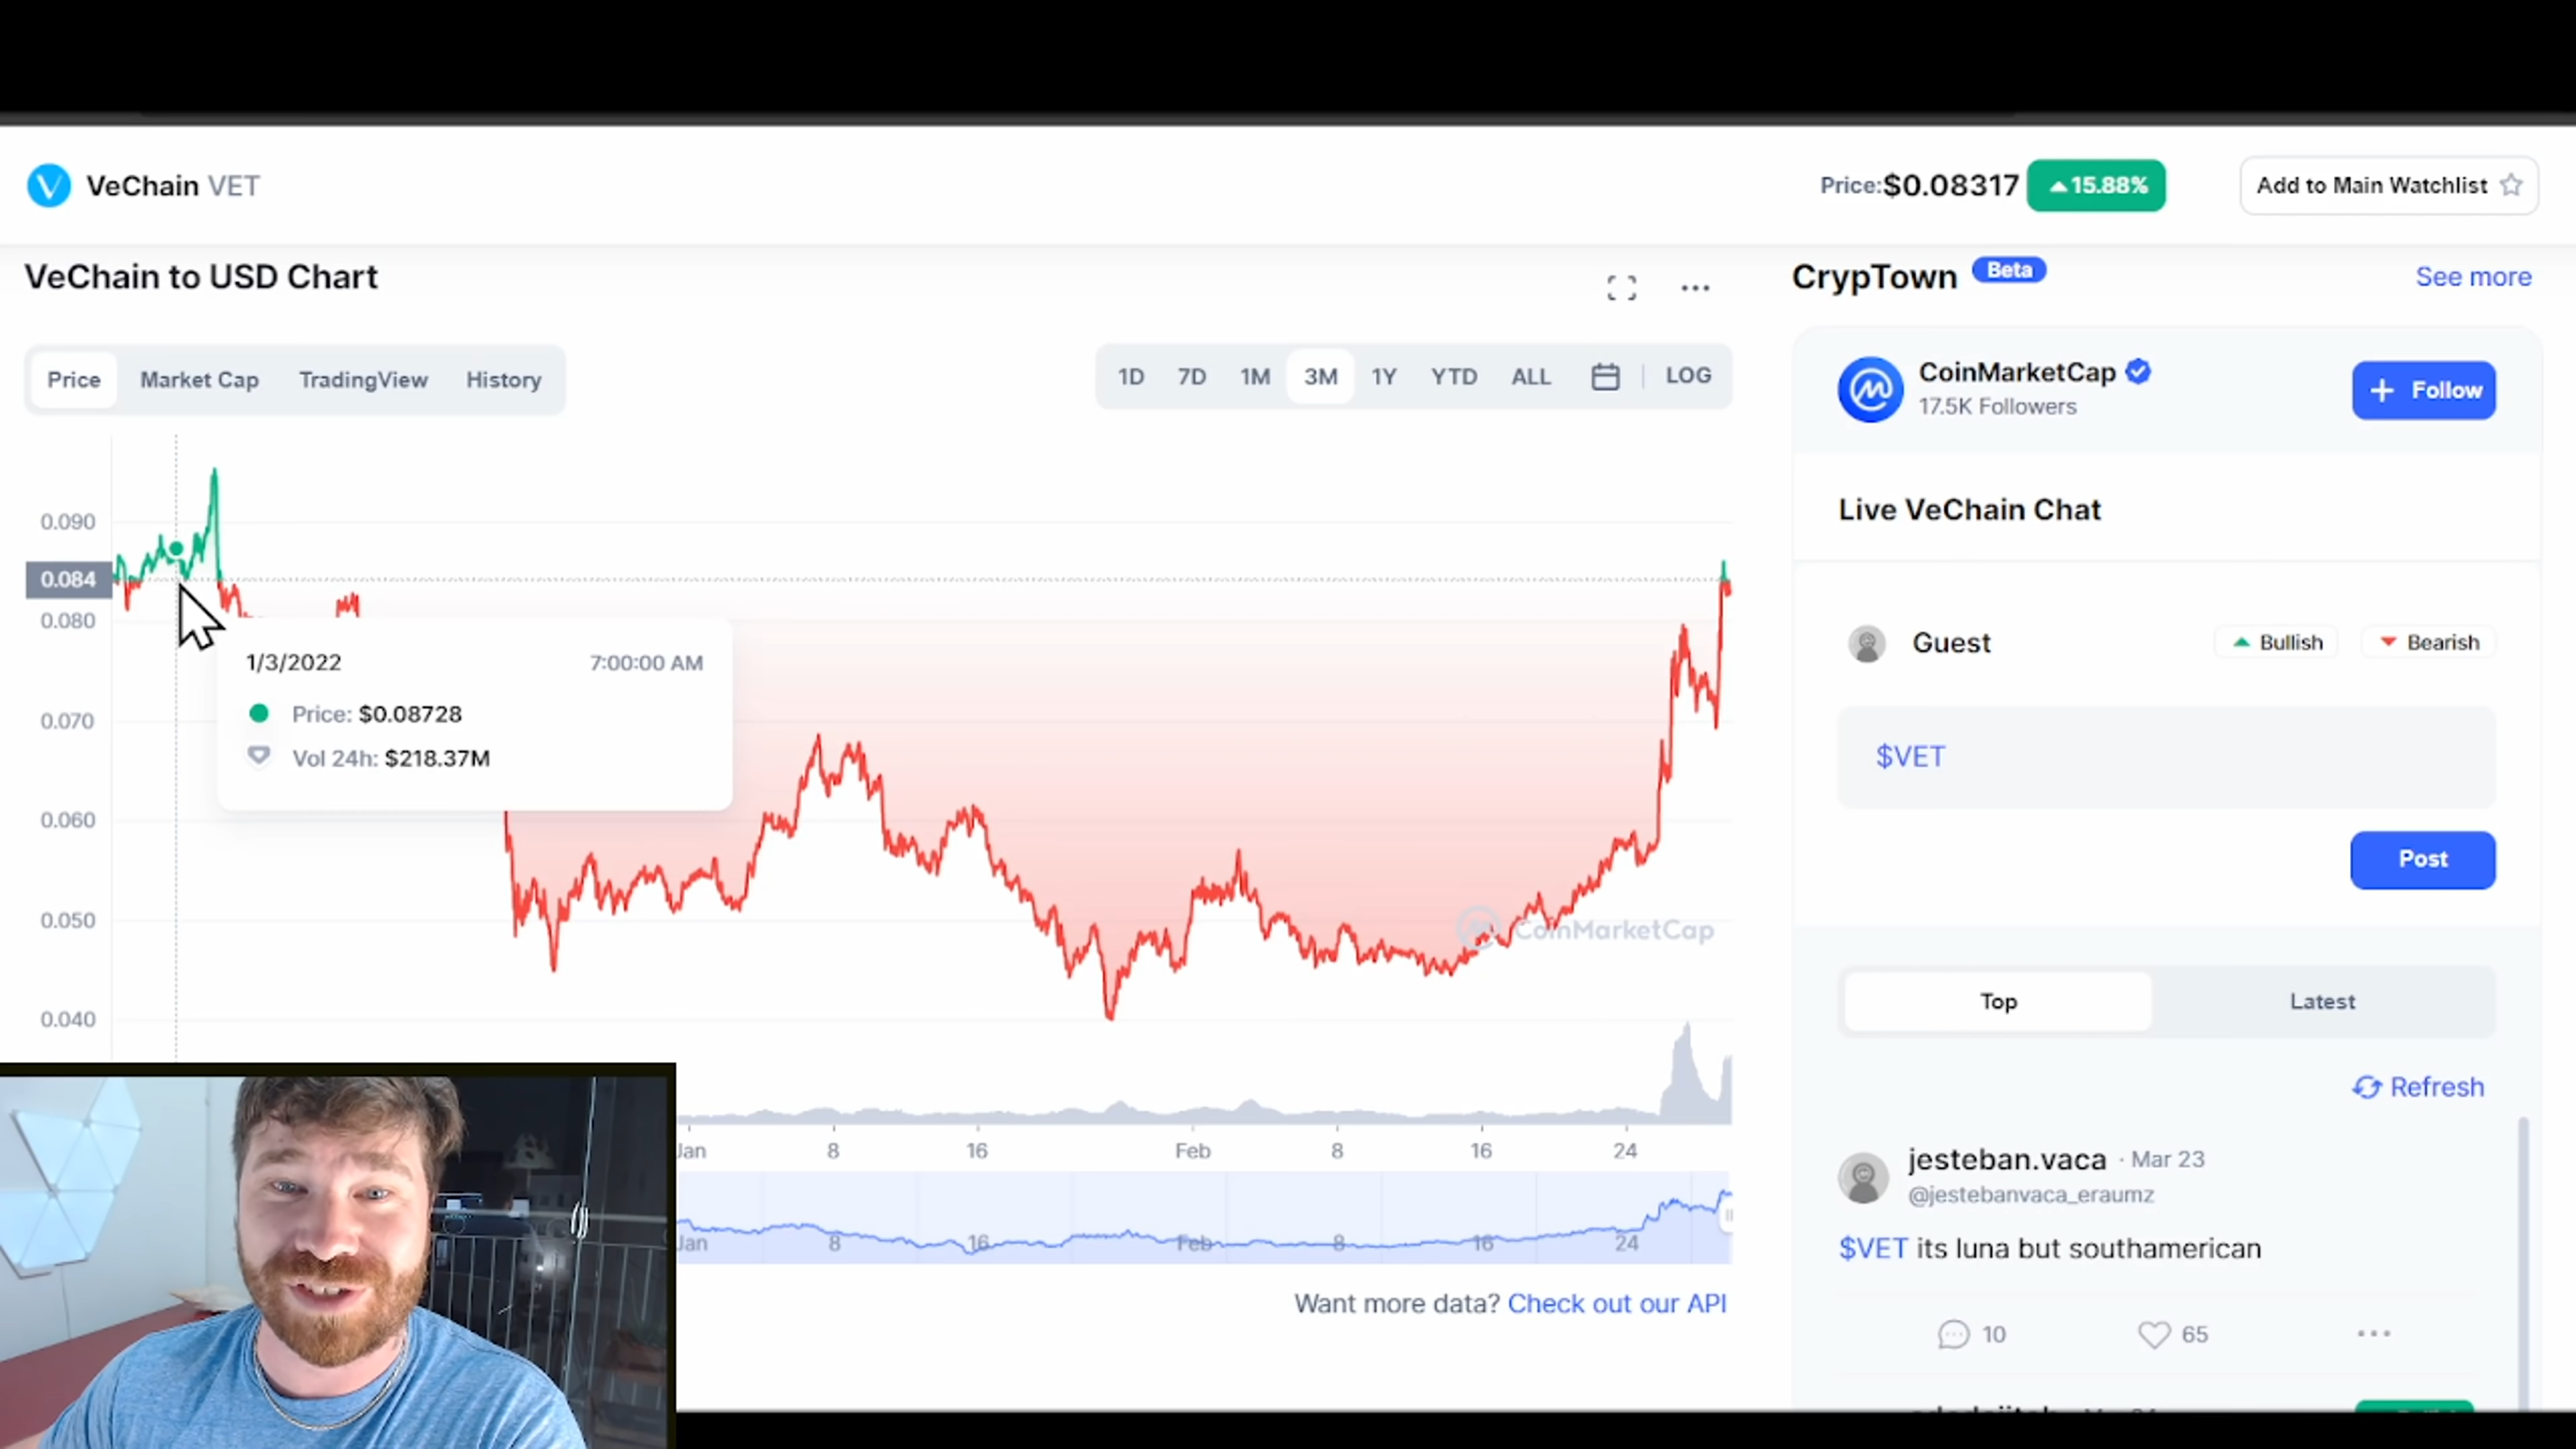 VeChain VET
Price:$0.08317 15.88%
Add to Main Watchlist
VeChain to USD Chart
Price Market Cap TradingView History
1D 7D 1M 3M 1Y YTD ALL LOG
0.090
0.084
0.080
0.070
0.060
0.050
0.040
1/3/2022 7:00:00 AM
Price: $0.08728
Vol 24h: $218.37M
CoinMarketCap
Jan 8 16 Feb 8 16 24
Jan 8 16 Feb 8 16 24
Want more data? Check out our API
CrypTown Beta
See more
CoinMarketCap
17.5K Followers
+ Follow
Live VeChain Chat
Guest
Bullish Bearish
$VET
Post
Top Latest
Refresh
jesteban.vaca · Mar 23
@jestebanvaca_eraumz
$VET its luna but southamerican
10 65